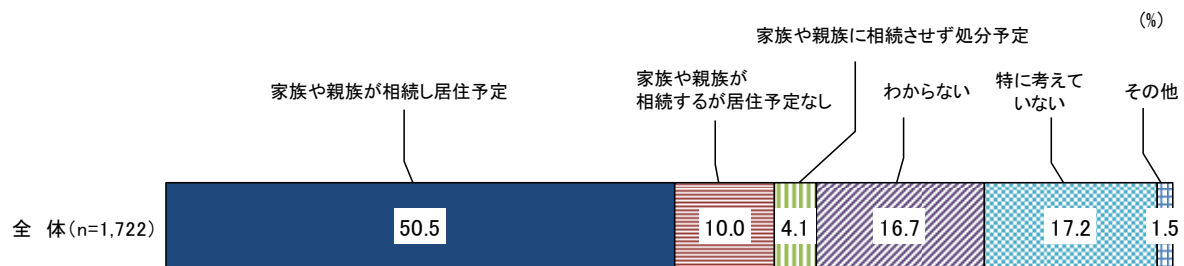 (%)
家族や親族に相続させず処分予定
家族や親族が相続し居住予定
家族や親族が
相続するが居住予定なし
わからない
特に考えて
いない
その他
全 体(n=1,722)
50.5
10.0
4.1
16.7
17.2
1.5